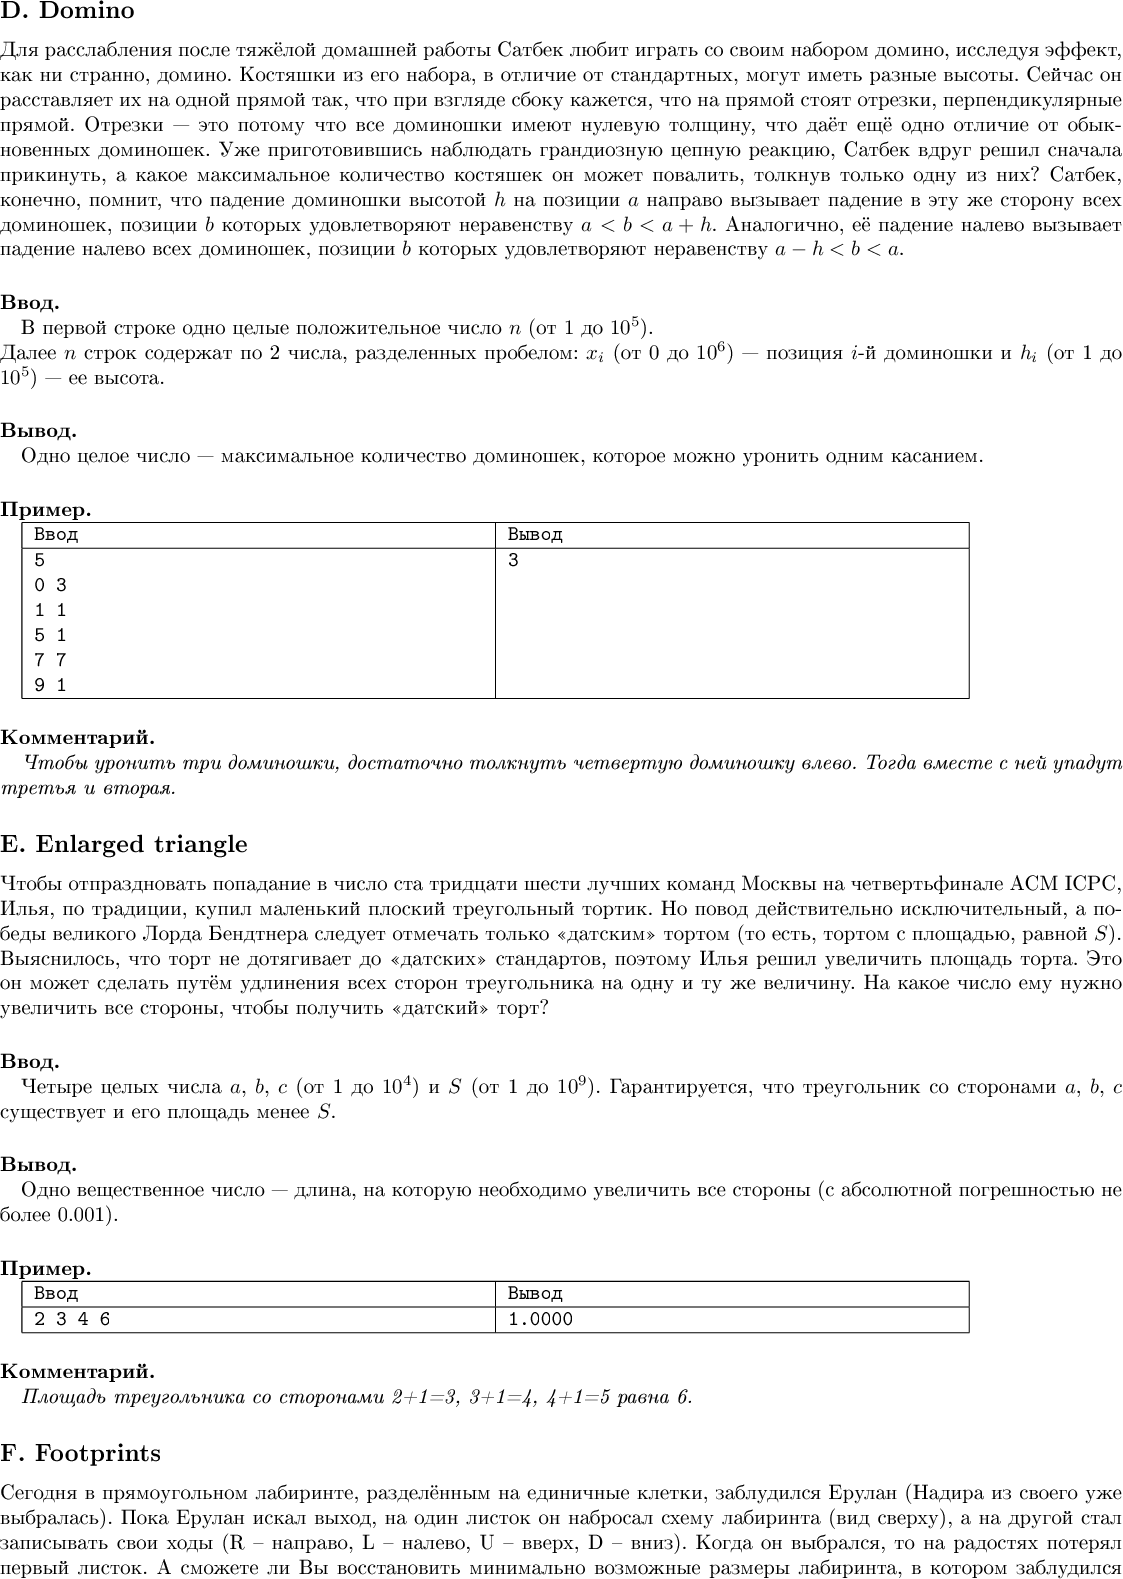 D. Domino
Для расслабления после тяжёлой домашней работы Сатбек любит играть со своим набором домино, исследуя эффект,
как ни странно, домино. Костяшки из его набора, в отличие от стандартных, могут иметь разные высоты. Сейчас он
расставляет их на одной прямой так, что при взгляде сбоку кажется, что на прямой стоят отрезки, перпендикулярные
прямой. Отрезки — это потому что все доминошки имеют нулевую толщину, что даёт ещё одно отличие от обык-
новенных доминошек. Уже приготовившись наблюдать грандиозную цепную реакцию, Сатбек вдруг решил сначала
прикинуть, а какое максимальное количество костяшек он может повалить, толкнув только одну из них? Сатбек,
конечно, помнит, что падение доминошки высотой h на позиции a направо вызывает падение в эту же сторону всех
доминошек, позиции b которых удовлетворяют неравенству a < b < a + h. Аналогично, её падение налево вызывает
падение налево всех доминошек, позиции b которых удовлетворяют неравенству a − h < b < a.
Ввод.
В первой строке одно целые положительное число n (от 1 до 10⁵).
Далее n строк содержат по 2 числа, разделенных пробелом: xᵢ (от 0 до 10⁶) — позиция i-й доминошки и hᵢ (от 1 до
10⁵) — ее высота.
Вывод.
Одно целое число — максимальное количество доминошек, которое можно уронить одним касанием.
Пример.
Ввод Вывод
5 3
0 3
1 1
5 1
7 7
9 1
Комментарий.
Чтобы уронить три доминошки, достаточно толкнуть четвертую доминошку влево. Тогда вместе с ней упадут
третья и вторая.
E. Enlarged triangle
Чтобы отпраздновать попадание в число ста тридцати шести лучших команд Москвы на четвертьфинале ACM ICPC,
Илья, по традиции, купил маленький плоский треугольный тортик. Но повод действительно исключительный, а по-
беды великого Лорда Бендтнера следует отмечать только «датским» тортом (то есть, тортом с площадью, равной S).
Выяснилось, что торт не дотягивает до «датских» стандартов, поэтому Илья решил увеличить площадь торта. Это
он может сделать путём удлинения всех сторон треугольника на одну и ту же величину. На какое число ему нужно
увеличить все стороны, чтобы получить «датский» торт?
Ввод.
Четыре целых числа a, b, c (от 1 до 10⁴) и S (от 1 до 10⁹). Гарантируется, что треугольник со сторонами a, b, c
существует и его площадь менее S.
Вывод.
Одно вещественное число — длина, на которую необходимо увеличить все стороны (с абсолютной погрешностью не
более 0.001).
Пример.
Ввод Вывод
2 3 4 6 1.0000
Комментарий.
Площадь треугольника со сторонами 2+1=3, 3+1=4, 4+1=5 равна 6.
F. Footprints
Сегодня в прямоугольном лабиринте, разделённым на единичные клетки, заблудился Ерулан (Надира из своего уже
выбралась). Пока Ерулан искал выход, на один листок он набросал схему лабиринта (вид сверху), а на другой стал
записывать свои ходы (R – направо, L – налево, U – вверх, D – вниз). Когда он выбрался, то на радостях потерял
первый листок. А сможете ли Вы восстановить минимально возможные размеры лабиринта, в котором заблудился